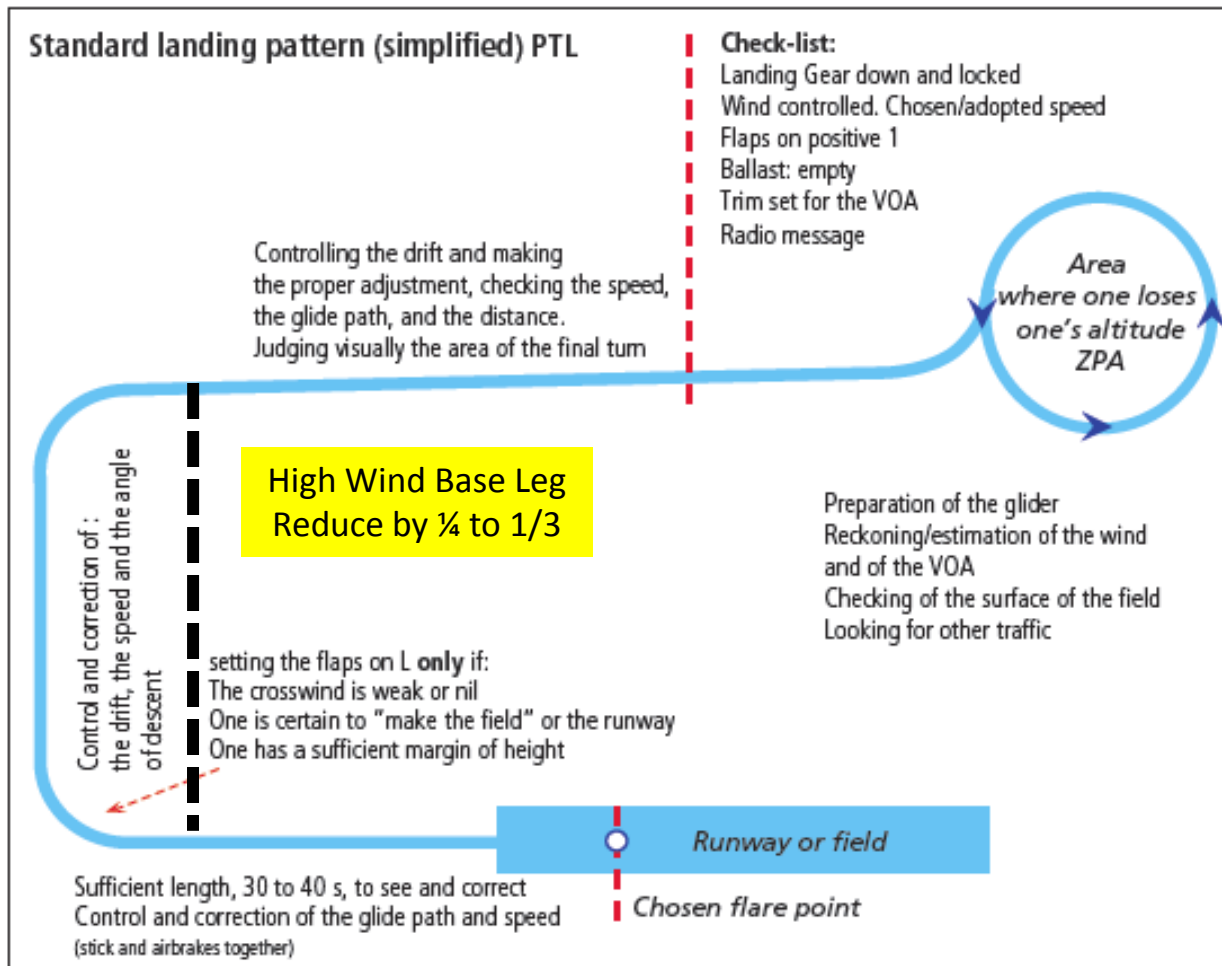 Standard landing pattern (simplified) PTL
Check-list:
Landing Gear down and locked
Wind controlled. Chosen/adopted speed
Flaps on positive 1
Ballast: empty
Trim set for the VOA
Radio message
Area
where one loses
one's altitude
ZPA
Controlling the drift and making
the proper adjustment, checking the speed,
the glide path, and the distance.
Judging visually the area of the final turn
High Wind Base Leg
Reduce by ¼ to 1/3
Control and correction of :
the drift, the speed and the angle
of descent
Preparation of the glider
Reckoning/estimation of the wind
and of the VOA
Checking of the surface of the field
Looking for other traffic
setting the flaps on L only if:
The crosswind is weak or nil
One is certain to "make the field" or the runway
One has a sufficient margin of height
Runway or field
Chosen flare point
Sufficient length, 30 to 40 s, to see and correct
Control and correction of the glide path and speed
(stick and airbrakes together)